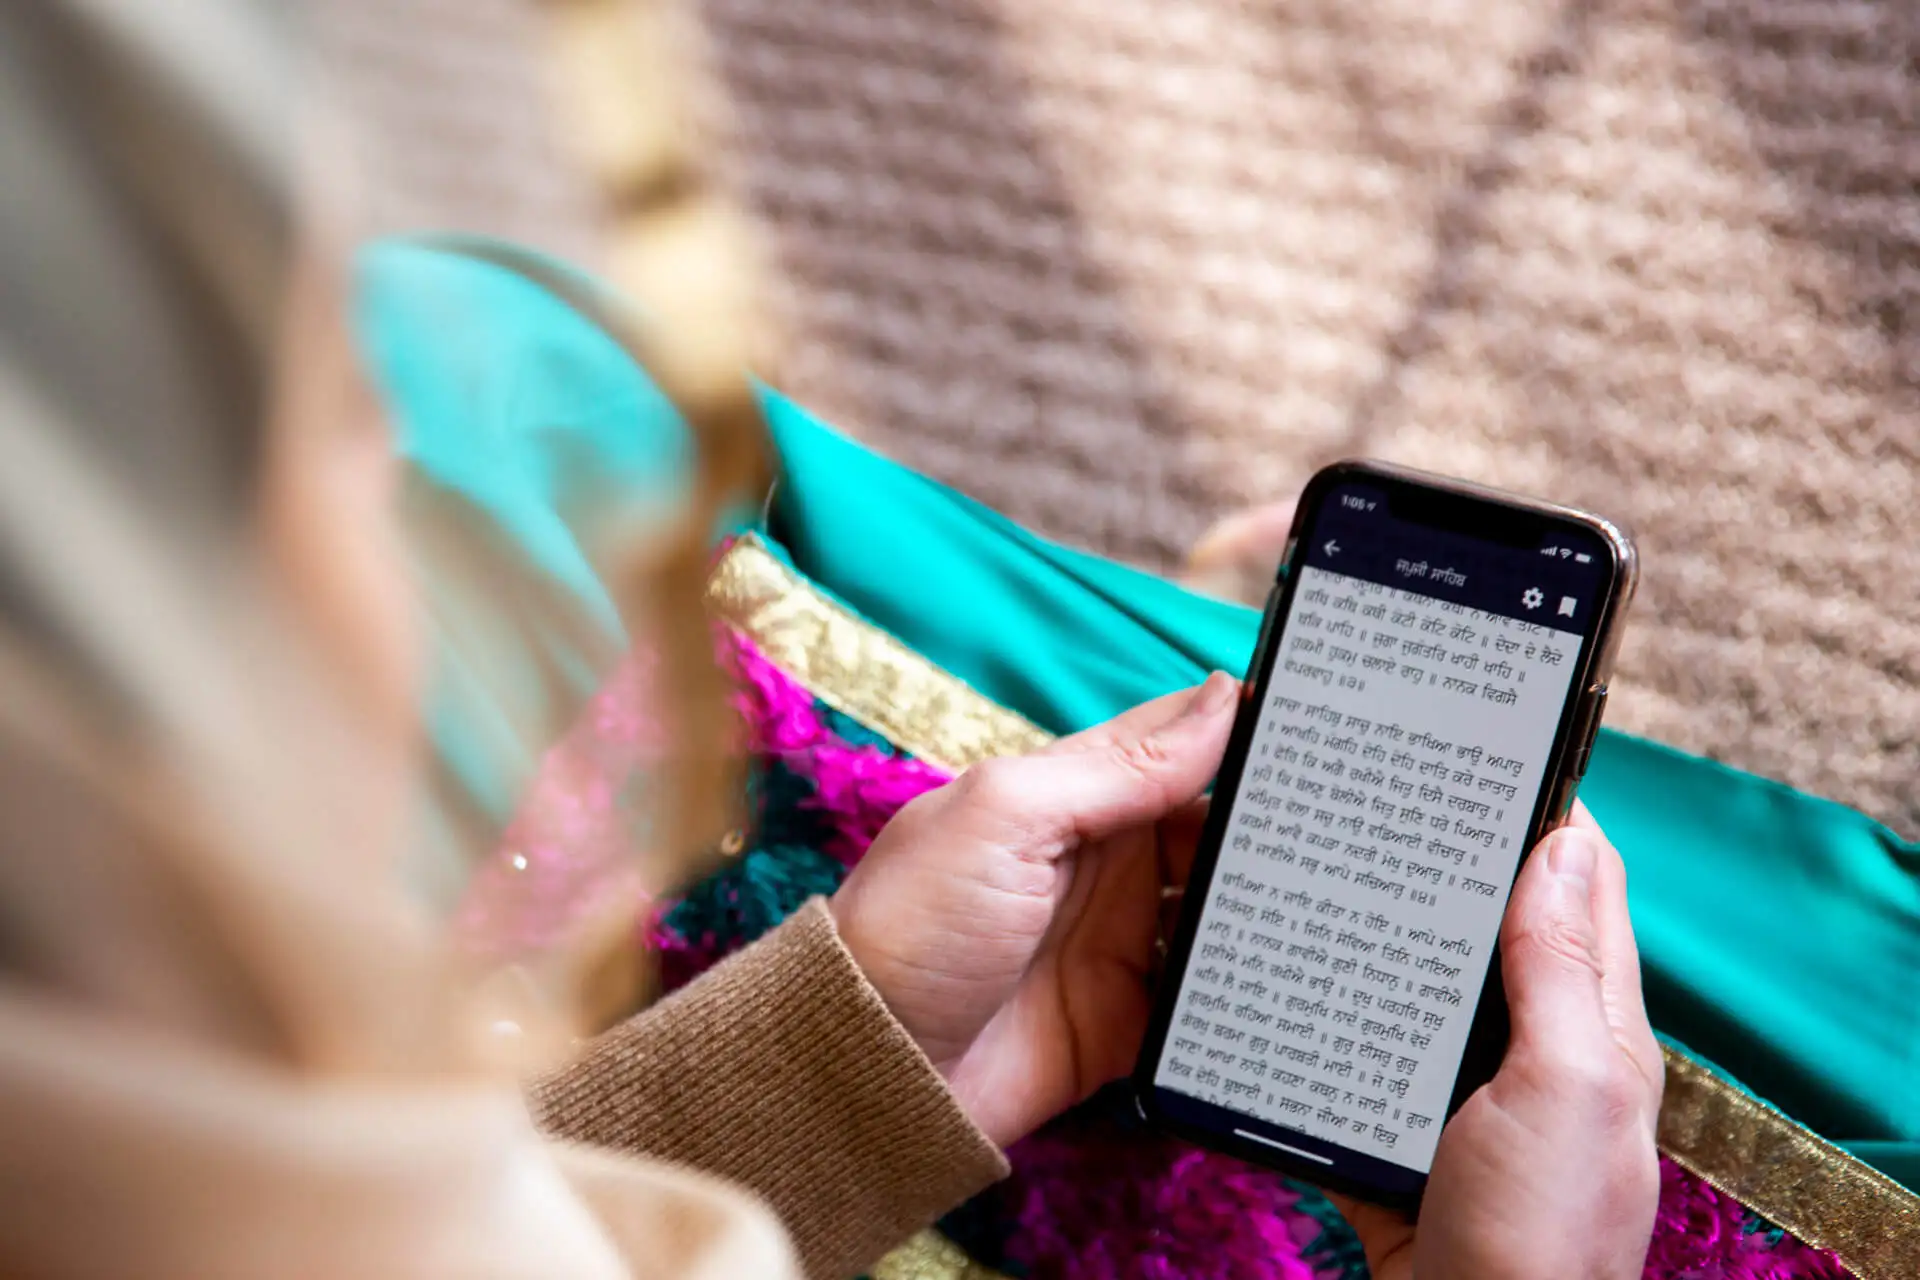 1:05
ਜਪੁਜੀ ਸਾਹਿਬ
ਹਾਵਾਰਾ ਹਦੂਰਿ ॥ ਕਥਨਾ ਕਥੀ ਨ ਆਵੈ ਤੋਟਿ ॥
ਕਥਿ ਕਥਿ ਕਥੀ ਕੋਟੀ ਕੋਟਿ ਕੋਟਿ ॥ ਦੇਦਾ ਦੇ ਲੈਦੇ
ਥਕਿ ਪਾਹਿ ॥ ਜੁਗਾ ਜੁਗੰਤਰਿ ਖਾਹੀ ਖਾਹਿ ॥
ਹੁਕਮੀ ਹੁਕਮੁ ਚਲਾਏ ਰਾਹੁ ॥ ਨਾਨਕ ਵਿਗਸੈ
ਵੇਪਰਵਾਹੁ ॥੩॥
ਸਾਚਾ ਸਾਹਿਬੁ ਸਾਚੁ ਨਾਇ ਭਾਖਿਆ ਭਾਉ ਅਪਾਰੁ
॥ ਆਖਹਿ ਮੰਗਹਿ ਦੇਹਿ ਦੇਹਿ ਦਾਤਿ ਕਰੇ ਦਾਤਾਰੁ
॥ ਫੇਰਿ ਕਿ ਅਗੈ ਰਖੀਐ ਜਿਤੁ ਦਿਸੈ ਦਰਬਾਰੁ ॥
ਮੁਹੌ ਕਿ ਬੋਲਣੁ ਬੋਲੀਐ ਜਿਤੁ ਸੁਣਿ ਧਰੇ ਪਿਆਰੁ ॥
ਅੰਮ੍ਰਿਤ ਵੇਲਾ ਸਚੁ ਨਾਉ ਵਡਿਆਈ ਵੀਚਾਰੁ ॥
ਕਰਮੀ ਆਵੈ ਕਪੜਾ ਨਦਰੀ ਮੋਖੁ ਦੁਆਰੁ ॥ ਨਾਨਕ
ਏਵੈ ਜਾਣੀਐ ਸਭੁ ਆਪੇ ਸਚਿਆਰੁ ॥੪॥
ਥਾਪਿਆ ਨ ਜਾਇ ਕੀਤਾ ਨ ਹੋਇ ॥ ਆਪੇ ਆਪਿ
ਨਿਰੰਜਨੁ ਸੋਇ ॥ ਜਿਨਿ ਸੇਵਿਆ ਤਿਨਿ ਪਾਇਆ
ਮਾਨੁ ॥ ਨਾਨਕ ਗਾਵੀਐ ਗੁਣੀ ਨਿਧਾਨੁ ॥ ਗਾਵੀਐ
ਸੁਣੀਐ ਮਨਿ ਰਖੀਐ ਭਾਉ ॥ ਦੁਖੁ ਪਰਹਰਿ ਸੁਖੁ
ਘਰਿ ਲੈ ਜਾਇ ॥ ਗੁਰਮੁਖਿ ਨਾਦੰ ਗੁਰਮੁਖਿ ਵੇਦੰ
ਗੁਰਮੁਖਿ ਰਹਿਆ ਸਮਾਈ ॥ ਗੁਰੁ ਈਸਰੁ ਗੁਰੁ
ਗੋਰਖੁ ਬਰਮਾ ਗੁਰੁ ਪਾਰਬਤੀ ਮਾਈ ॥ ਜੇ ਹਉ
ਜਾਣਾ ਆਖਾ ਨਾਹੀ ਕਹਣਾ ਕਥਨੁ ਨ ਜਾਈ ॥ ਗੁਰਾ
ਇਕ ਦੇਹਿ ਬੁਝਾਈ ॥ ਸਭਨਾ ਜੀਆ ਕਾ ਇਕੁ